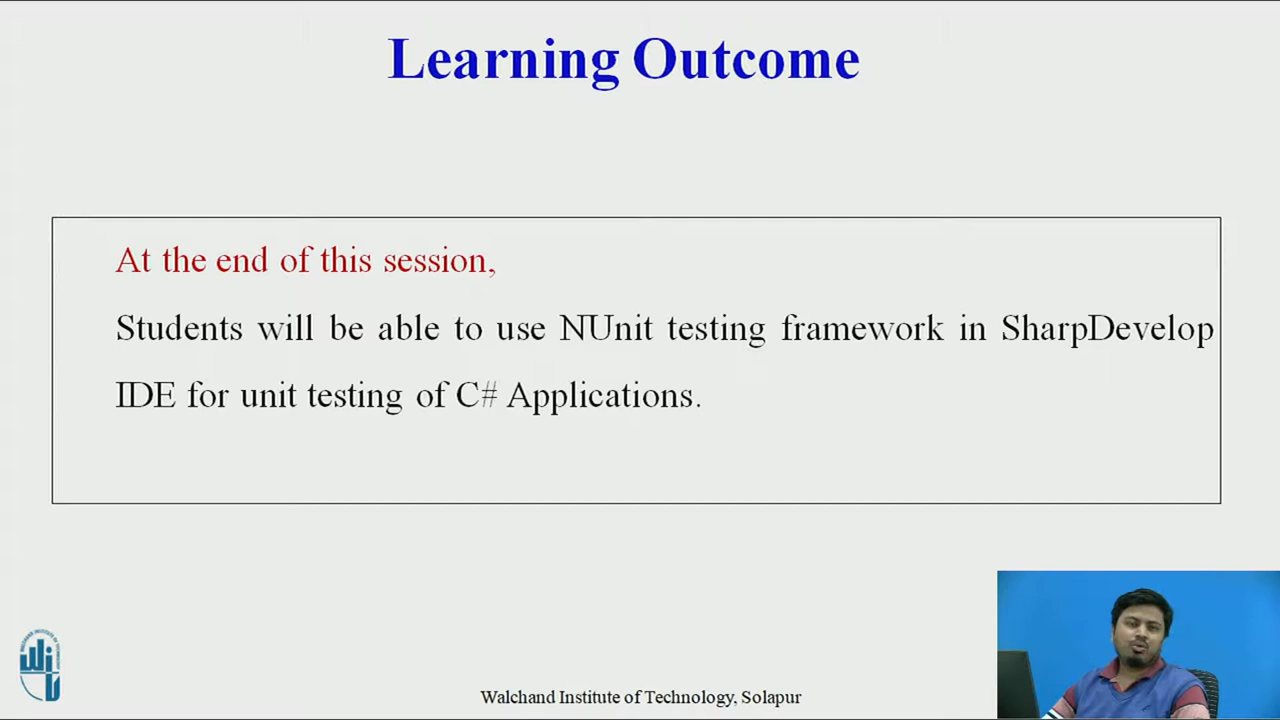 Learning Outcome
At the end of this session,
Students will be able to use NUnit testing framework in SharpDevelop
IDE for unit testing of C# Applications.
Walchand Institute of Technology, Solapur